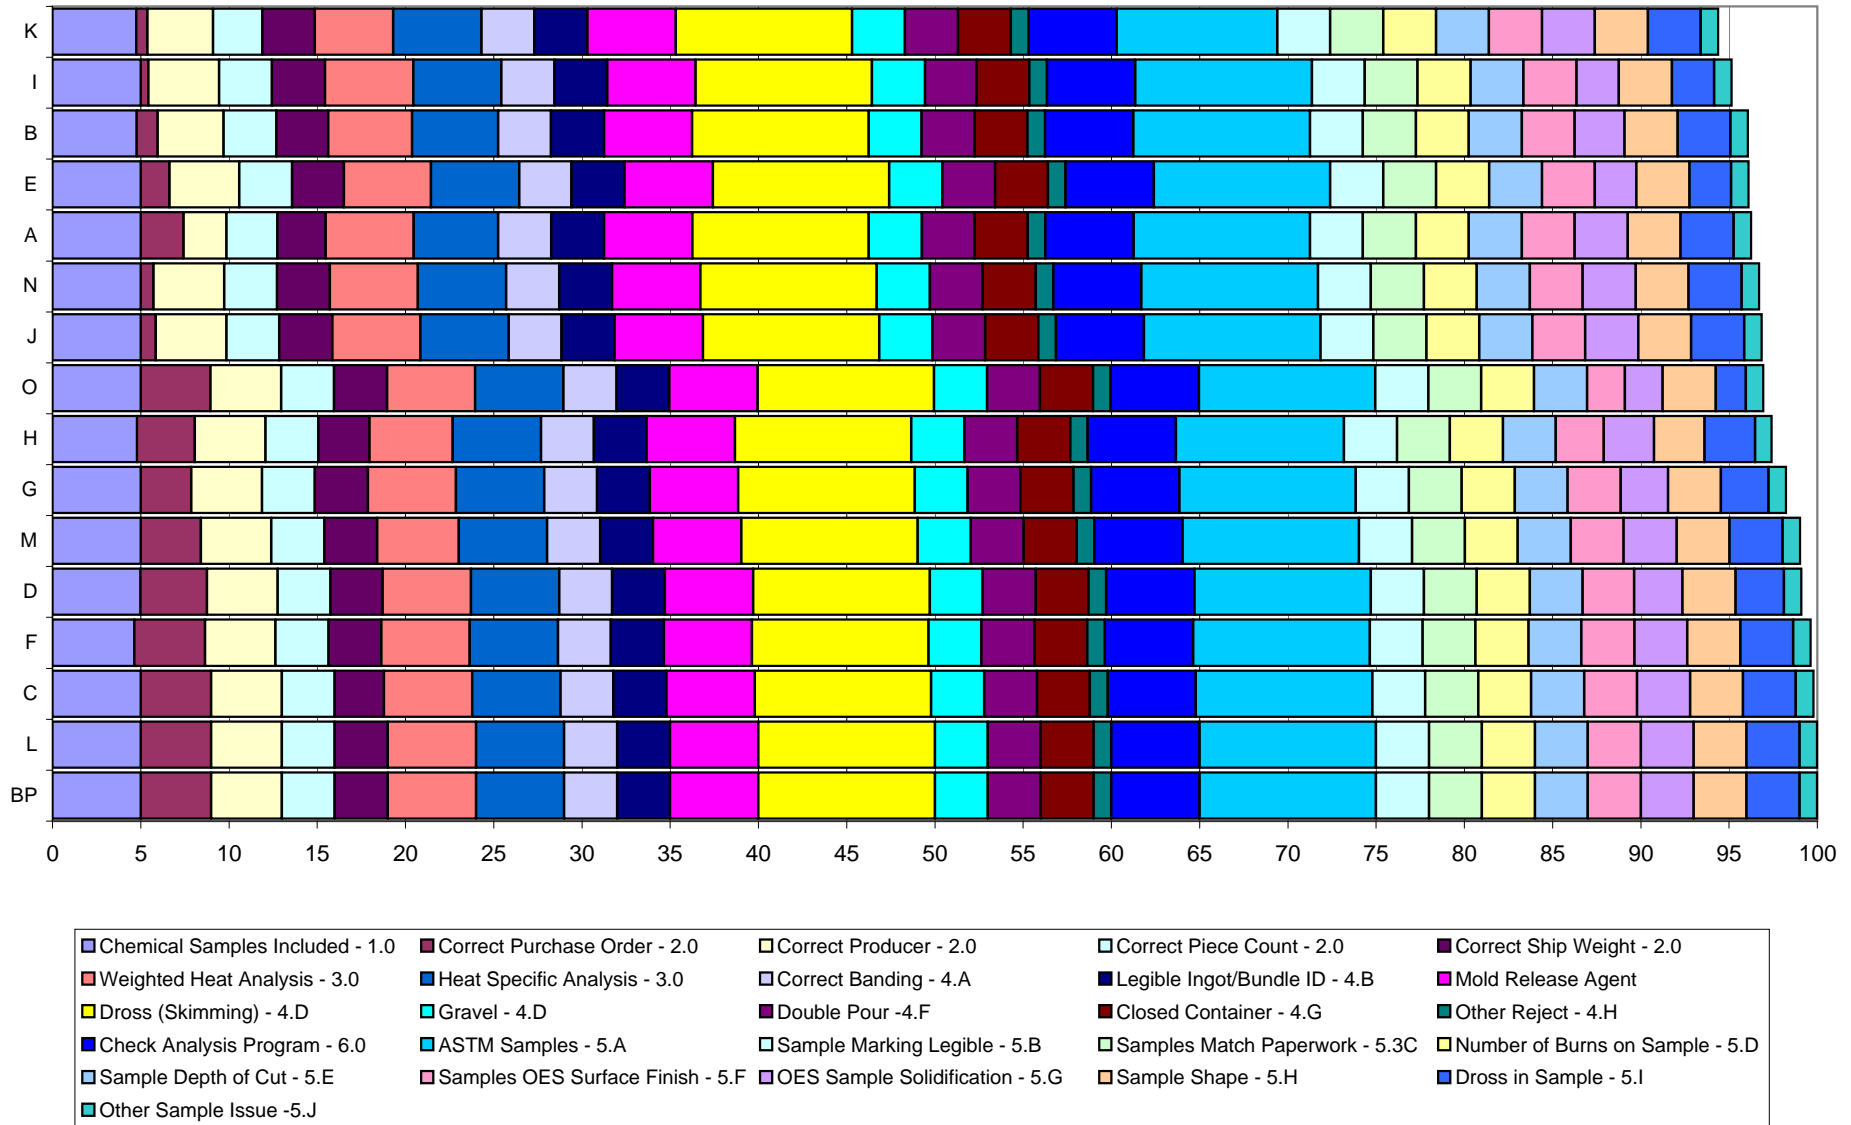 K
I
B
E
A
N
J
O
H
G
M
D
F
C
L
BP
0 5 10 15 20 25 30 35 40 45 50 55 60 65 70 75 80 85 90 95 100
Chemical Samples Included - 1.0 Correct Purchase Order - 2.0 Correct Producer - 2.0 Correct Piece Count - 2.0 Correct Ship Weight - 2.0
Weighted Heat Analysis - 3.0 Heat Specific Analysis - 3.0 Correct Banding - 4.A Legible Ingot/Bundle ID - 4.B Mold Release Agent
Dross (Skimming) - 4.D Gravel - 4.D Double Pour -4.F Closed Container - 4.G Other Reject - 4.H
Check Analysis Program - 6.0 ASTM Samples - 5.A Sample Marking Legible - 5.B Samples Match Paperwork - 5.3C Number of Burns on Sample - 5.D
Sample Depth of Cut - 5.E Samples OES Surface Finish - 5.F OES Sample Solidification - 5.G Sample Shape - 5.H Dross in Sample - 5.I
Other Sample Issue -5.J